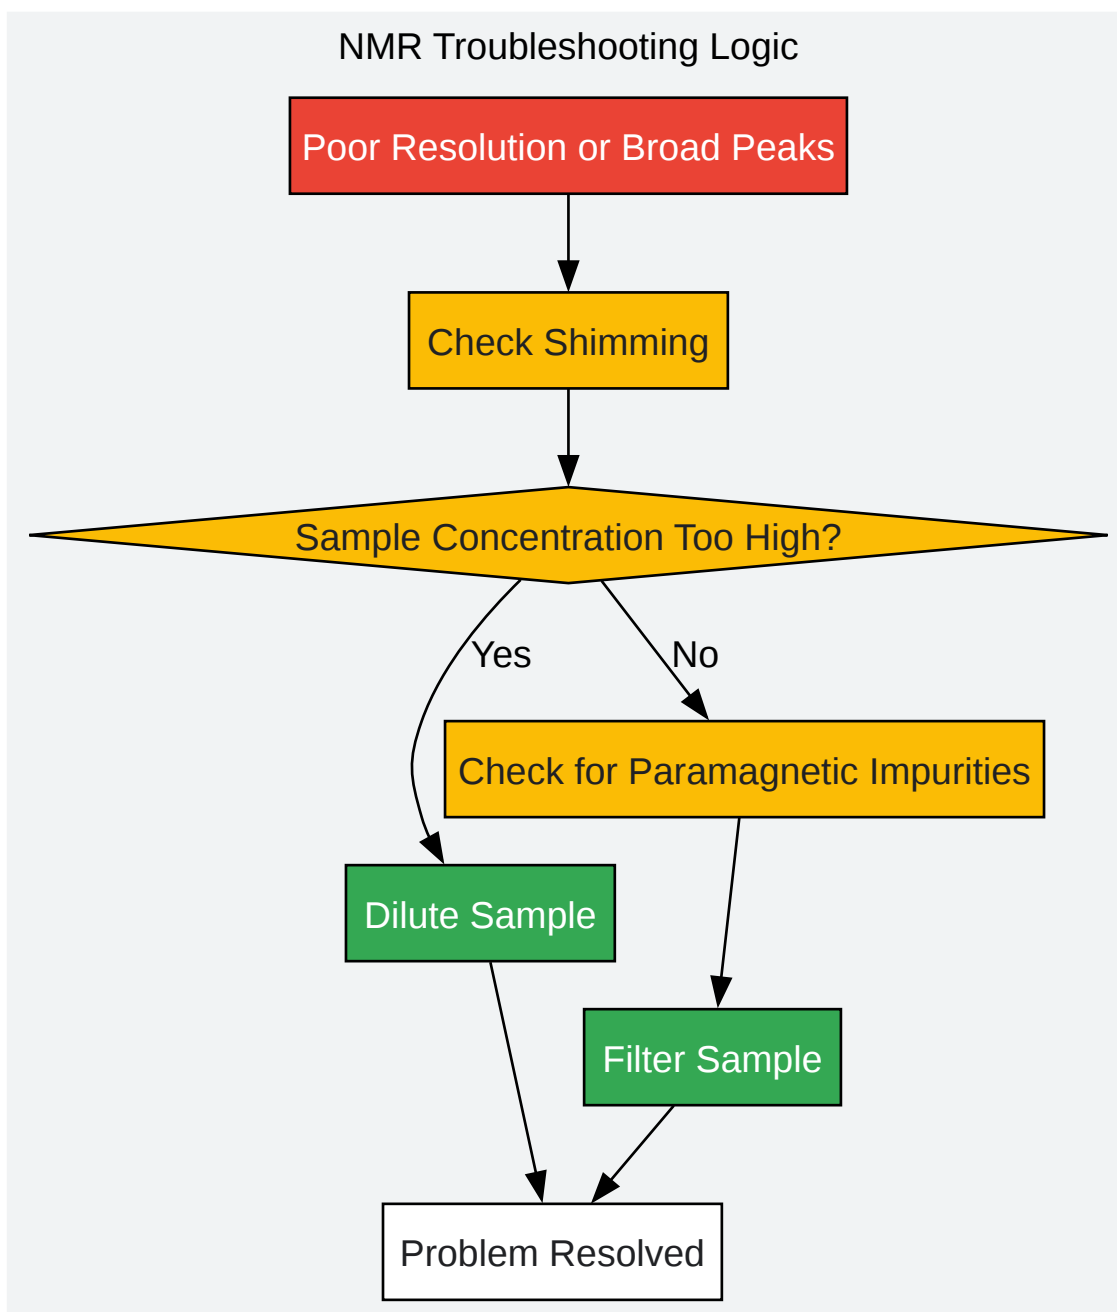 NMR Troubleshooting Logic
Poor Resolution or Broad Peaks
Check Shimming
Sample Concentration Too High?
Yes
No
Check for Paramagnetic Impurities
Dilute Sample
Filter Sample
Problem Resolved